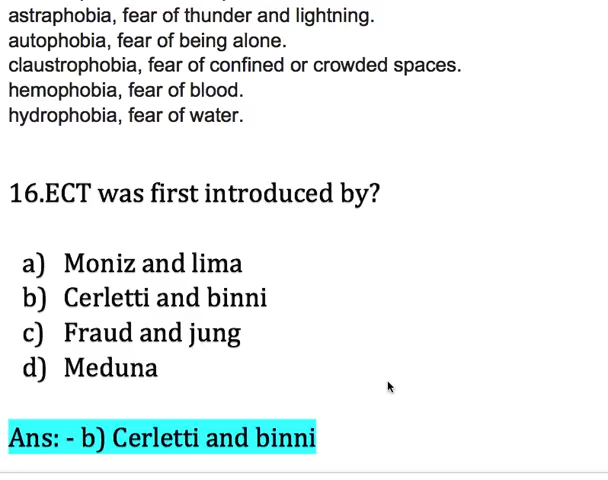 astraphobia, fear of thunder and lightning.
autophobia, fear of being alone.
claustrophobia, fear of confined or crowded spaces.
hemophobia, fear of blood.
hydrophobia, fear of water.
16.ECT was first introduced by?
a) Moniz and lima
b) Cerletti and binni
c) Fraud and jung
d) Meduna
Ans: - b) Cerletti and binni